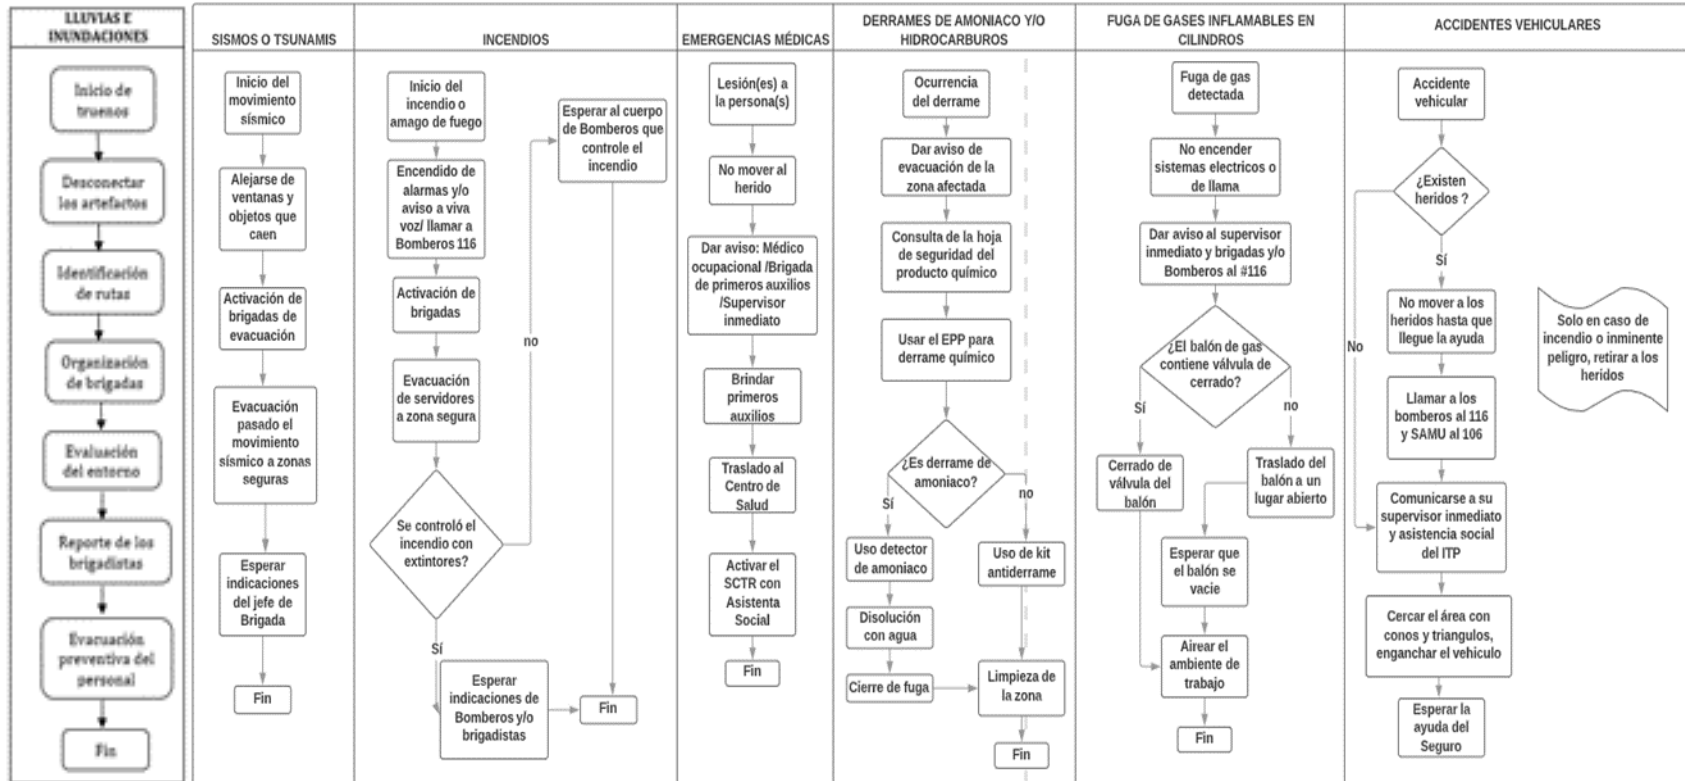 LLUVIAS E
INUNDACIONES
Inicio de
truenos
Desconectar
los artefactos
Identificación
de rutas
Organización
de brigadas
Evaluación
del entorno
Reporte de los
brigadistas
Evacuación
preventiva del
personal
Fin
SISMOS O TSUNAMIS
Inicio del
movimiento
sísmico
Alejarse de
ventanas y
objetos que
caen
Activación de
brigadas de
evacuación
Evacuación
pasado el
movimiento
sísmico a zonas
seguras
Esperar
indicaciones
del jefe de
Brigada
Fin
INCENDIOS
Inicio del
incendio o
amago de fuego
Encendido de
alarmas y/o
aviso a viva
voz/ llamar a
Bomberos 116
Activación de
brigadas
Evacuación
de servidores
a zona segura
Se controló el
incendio con
extintores?
no
Esperar al cuerpo
de Bomberos que
controle el
incendio
Sí
Esperar
indicaciones de
Bomberos y/o
brigadistas
Fin
EMERGENCIAS MÉDICAS
Lesión(es) a
la persona(s)
No mover al
herido
Dar aviso: Médico
ocupacional /Brigada
de primeros auxilios
/Supervisor
inmediato
Brindar
primeros
auxilios
Traslado al
Centro de
Salud
Activar el
SCTR con
Asistenta
Social
Fin
DERRAMES DE AMONIACO Y/O
HIDROCARBUROS
Ocurrencia
del derrame
Dar aviso de
evacuación de la
zona afectada
Consulta de la hoja
de seguridad del
producto químico
Usar el EPP para
derrame químico
¿Es derrame de
amoniaco?
Sí
no
Uso detector
de amoniaco
Disolución
con agua
Cierre de fuga
Uso de kit
antiderrame
Limpieza de
la zona
Fin
FUGA DE GASES INFLAMABLES EN
CILINDROS
Fuga de gas
detectada
No encender
sistemas electricos o
de llama
Dar aviso al supervisor
inmediato y brigadas y/o
Bomberos al #116
¿El balón de gas
contiene válvula de
cerrado?
Sí
no
Cerrado de
válvula del
balón
Traslado del
balón a un
lugar abierto
Esperar que
el balón se
vacie
Airear el
ambiente de
trabajo
Fin
ACCIDENTES VEHICULARES
Accidente
vehicular
¿Existen
heridos ?
Sí
No
No mover a los
heridos hasta que
llegue la ayuda
Llamar a los
bomberos al 116
y SAMU al 106
Comunicarse a su
supervisor inmediato
y asistencia social
del ITP
Cercar el área con
conos y triangulos,
enganchar el vehiculo
Esperar la
ayuda del
Seguro
Solo en caso de
incendio o inminente
peligro, retirar a los
heridos